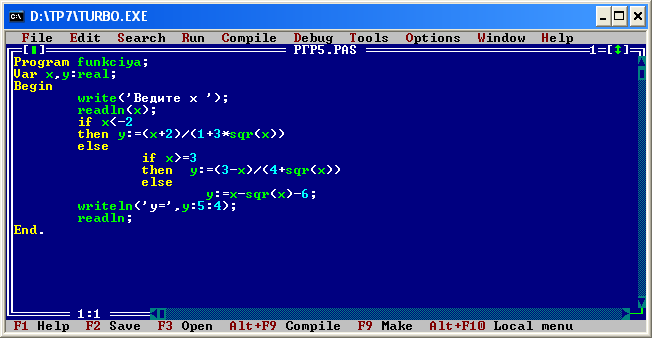 D:\TP7\TURBO.EXE
File Edit Search Run Compile Debug Tools Options Window Help
РГР5.PAS 1
Program funkciya;
Var x,y:real;
Begin
write('Ведите x ');
readln(x);
if x<-2
then y:=(x+2)/(1+3*sqr(x))
else
if x>=3
then y:=(3-x)/(4+sqr(x))
else
y:=x-sqr(x)-6;
writeln('y=',y:5:4);
readln;
End.
1:1
F1 Help F2 Save F3 Open Alt+F9 Compile F9 Make Alt+F10 Local menu